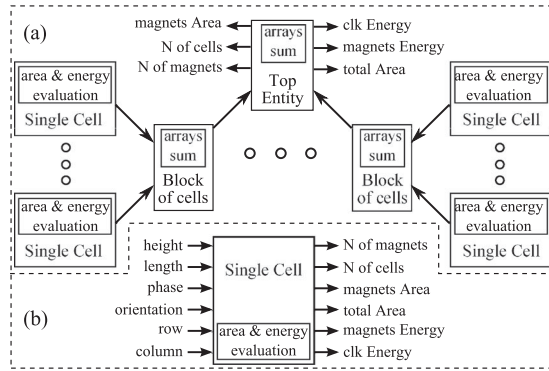 (a)
magnets Area
N of cells
N of magnets
arrays
sum
Top
Entity
clk Energy
magnets Energy
total Area
area & energy
evaluation
Single Cell
area & energy
evaluation
Single Cell
arrays
sum
Block
of cells
arrays
sum
Block
of cells
area & energy
evaluation
Single Cell
area & energy
evaluation
Single Cell
(b)
height
length
phase
orientation
row
column
Single Cell
area & energy
evaluation
N of magnets
N of cells
magnets Area
total Area
magnets Energy
clk Energy